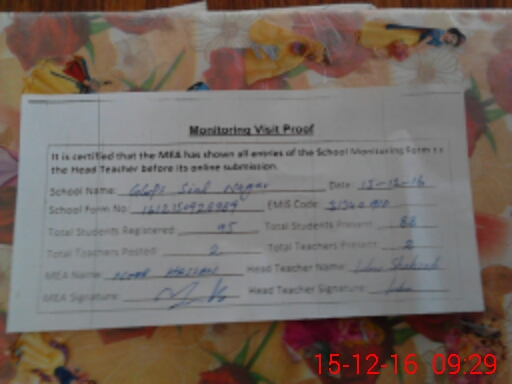 Monitoring Visit Proof
It is certified that the MEA has shown all entries of the School Monitoring Form to
the Head Teacher before its online submission.
School Name: GGPS Sial Nagar Date: 15-12-16
School Form No: EMIS Code:
Total Students Registered: 95 Total Students Present: 88
Total Teachers Posted: 2 Total Teachers Present: 2
MEA Name: Hassan Head Teacher Name:
MEA Signature: Head Teacher Signature:
15-12-16 09:29